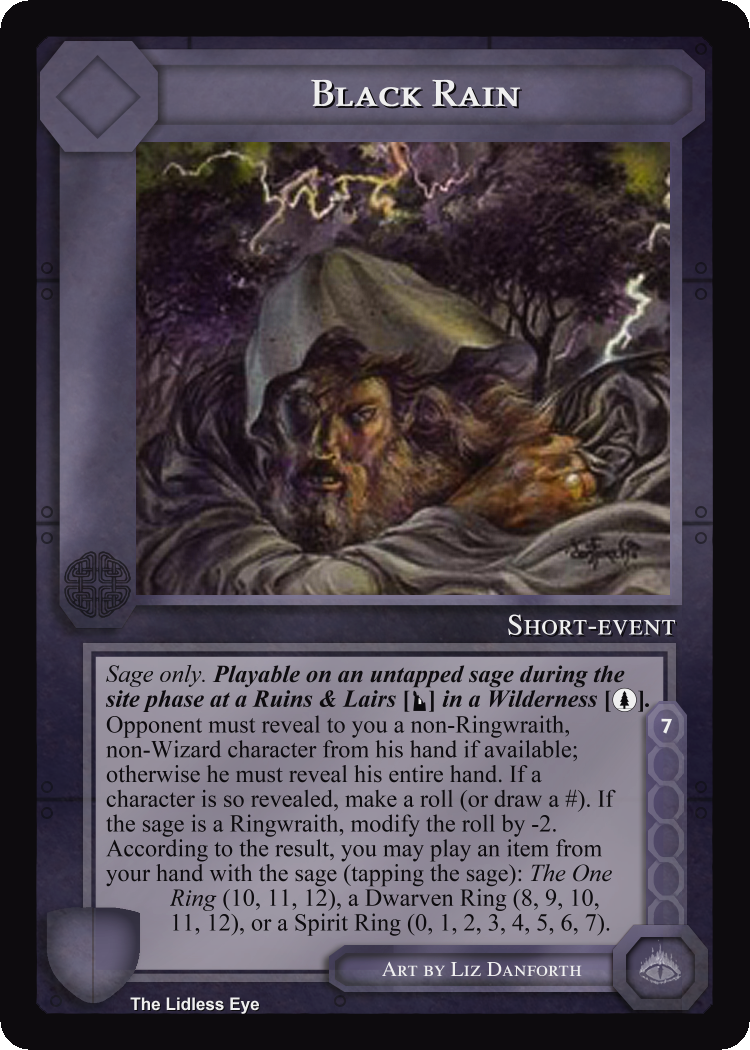 Black Rain
Short-event
Sage only. Playable on an untapped sage during the
site phase at a Ruins & Lairs [] in a Wilderness [].
Opponent must reveal to you a non-Ringwraith,
non-Wizard character from his hand if available;
otherwise he must reveal his entire hand. If a
character is so revealed, make a roll (or draw a #). If
the sage is a Ringwraith, modify the roll by -2.
According to the result, you may play an item from
your hand with the sage (tapping the sage): The One
Ring (10, 11, 12), a Dwarven Ring (8, 9, 10,
11, 12), or a Spirit Ring (0, 1, 2, 3, 4, 5, 6, 7).
7
Art by Liz Danforth
The Lidless Eye